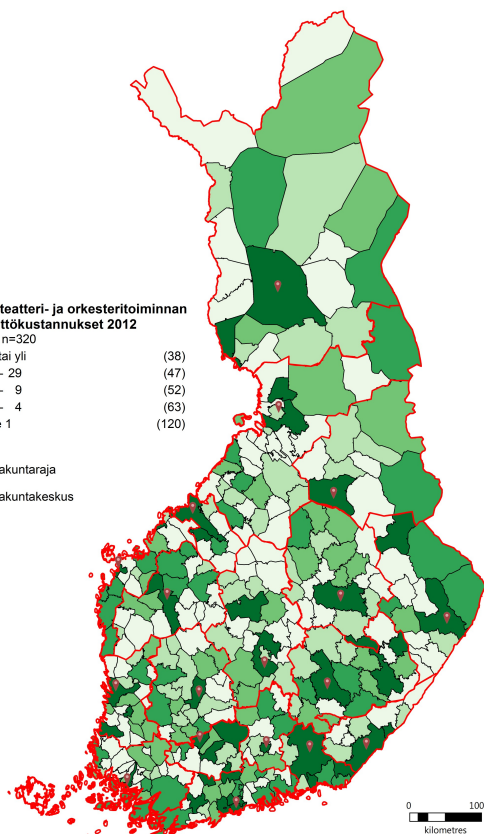 teatteri- ja orkesteritoiminnan
ttökustannukset 2012
n=320
tai yli (38)
- 29 (47)
- 9 (52)
- 4 (63)
e 1 (120)
akuntaraja
akuntakeskus
0 100
kilometres